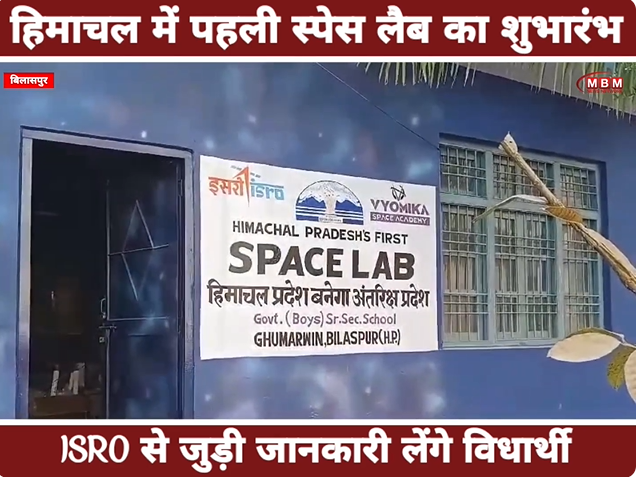 हिमाचल में पहली स्पेस लैब का शुभारंभ
बिलासपुर
MBM
इसरो isro
VYOMIKA
SPACE ACADEMY
HIMACHAL PRADESH'S FIRST
SPACE LAB
हिमाचल प्रदेश बनेगा अंतरिक्ष प्रदेश
Govt. (Boys) Sr. Sec. School
GHUMARWIN, BILASPUR (H.P.)
ISRO से जुड़ी जानकारी लेंगे विधार्थी